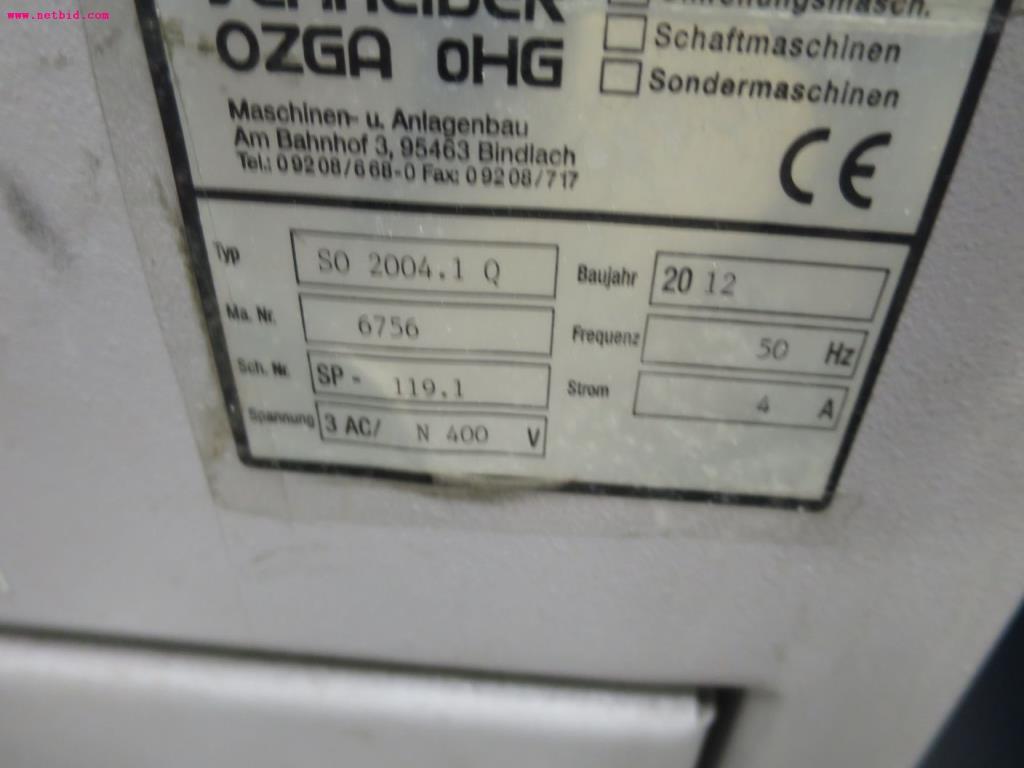 www.netbid.com
SCHNEIDER
OZGA oHG
Schaftmaschinen
Sondermaschinen
Maschinen- u. Anlagenbau
Am Bahnhof 3, 95463 Bindlach
Tel.: 09208/668-0 Fax: 09208/717
CE
Typ SO 2004.1 Q Baujahr 20 12
Ma. Nr. 6756 Frequenz 50 Hz
Sch. Nr. SP - 119.1 Strom 4 A
Spannung 3 AC/ N 400 V